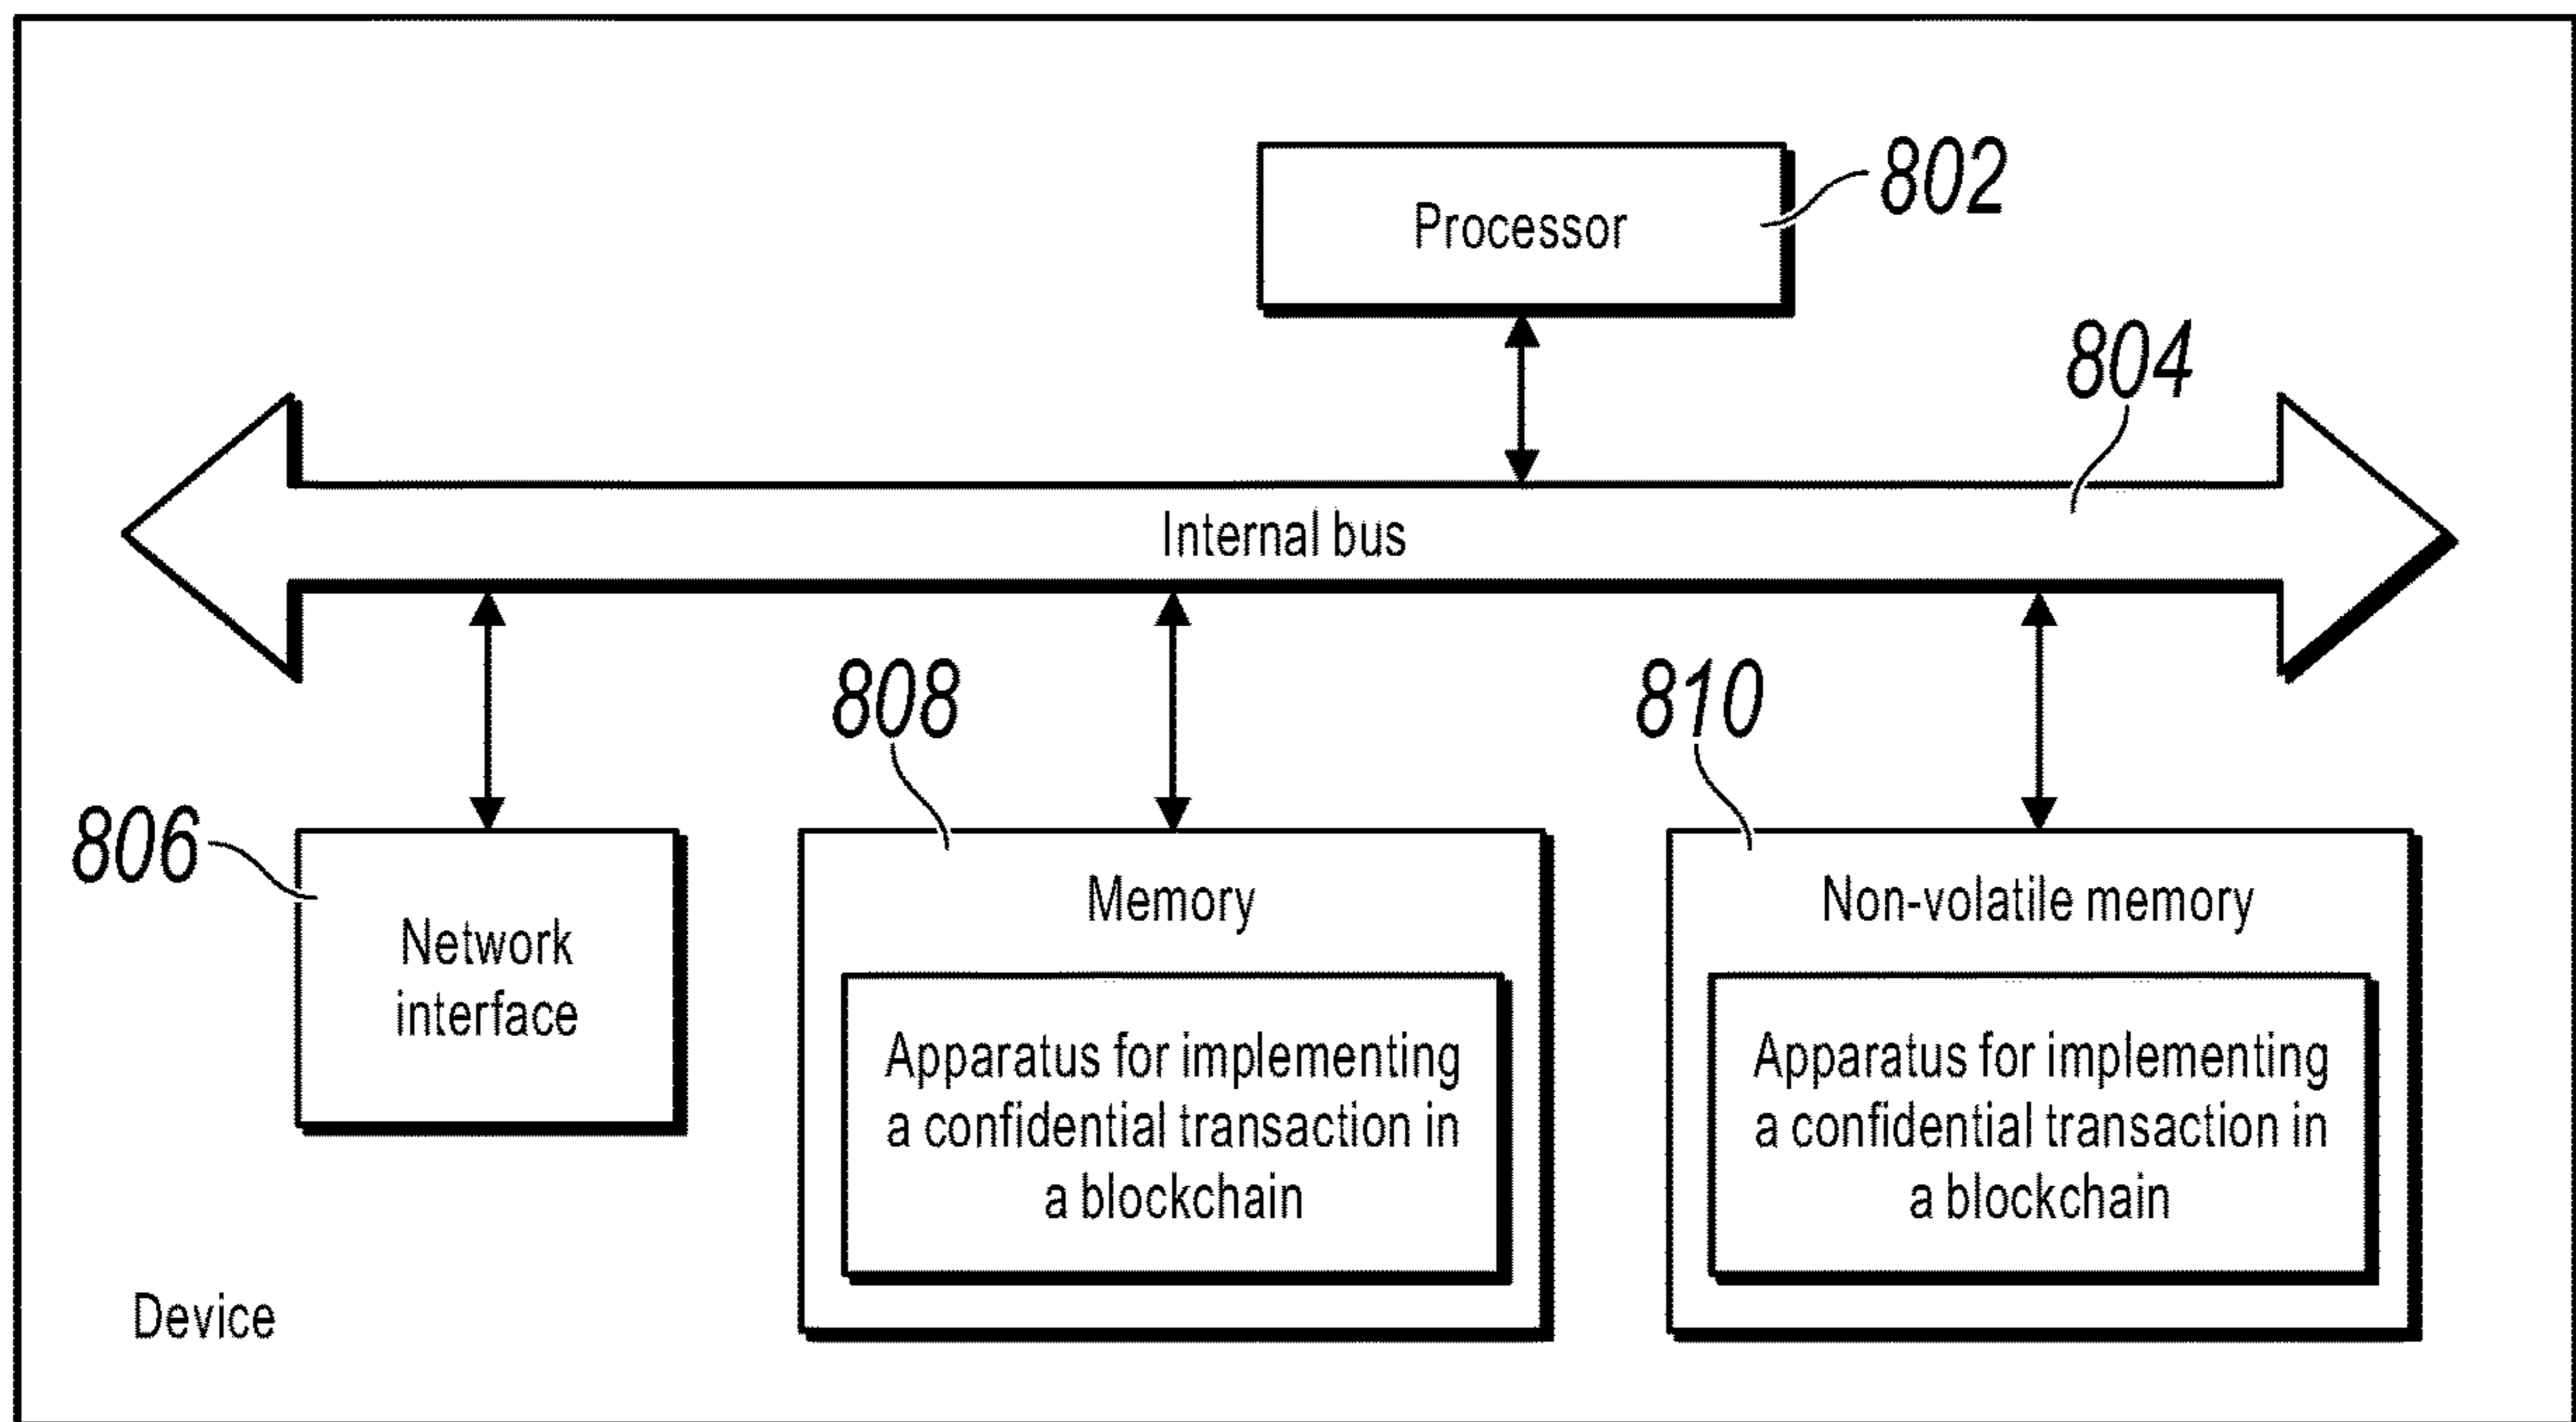 802
Processor
804
Internal bus
808
810
806
Network
interface
Memory
Apparatus for implementing
a confidential transaction in
a blockchain
Non-volatile memory
Apparatus for implementing
a confidential transaction in
a blockchain
Device